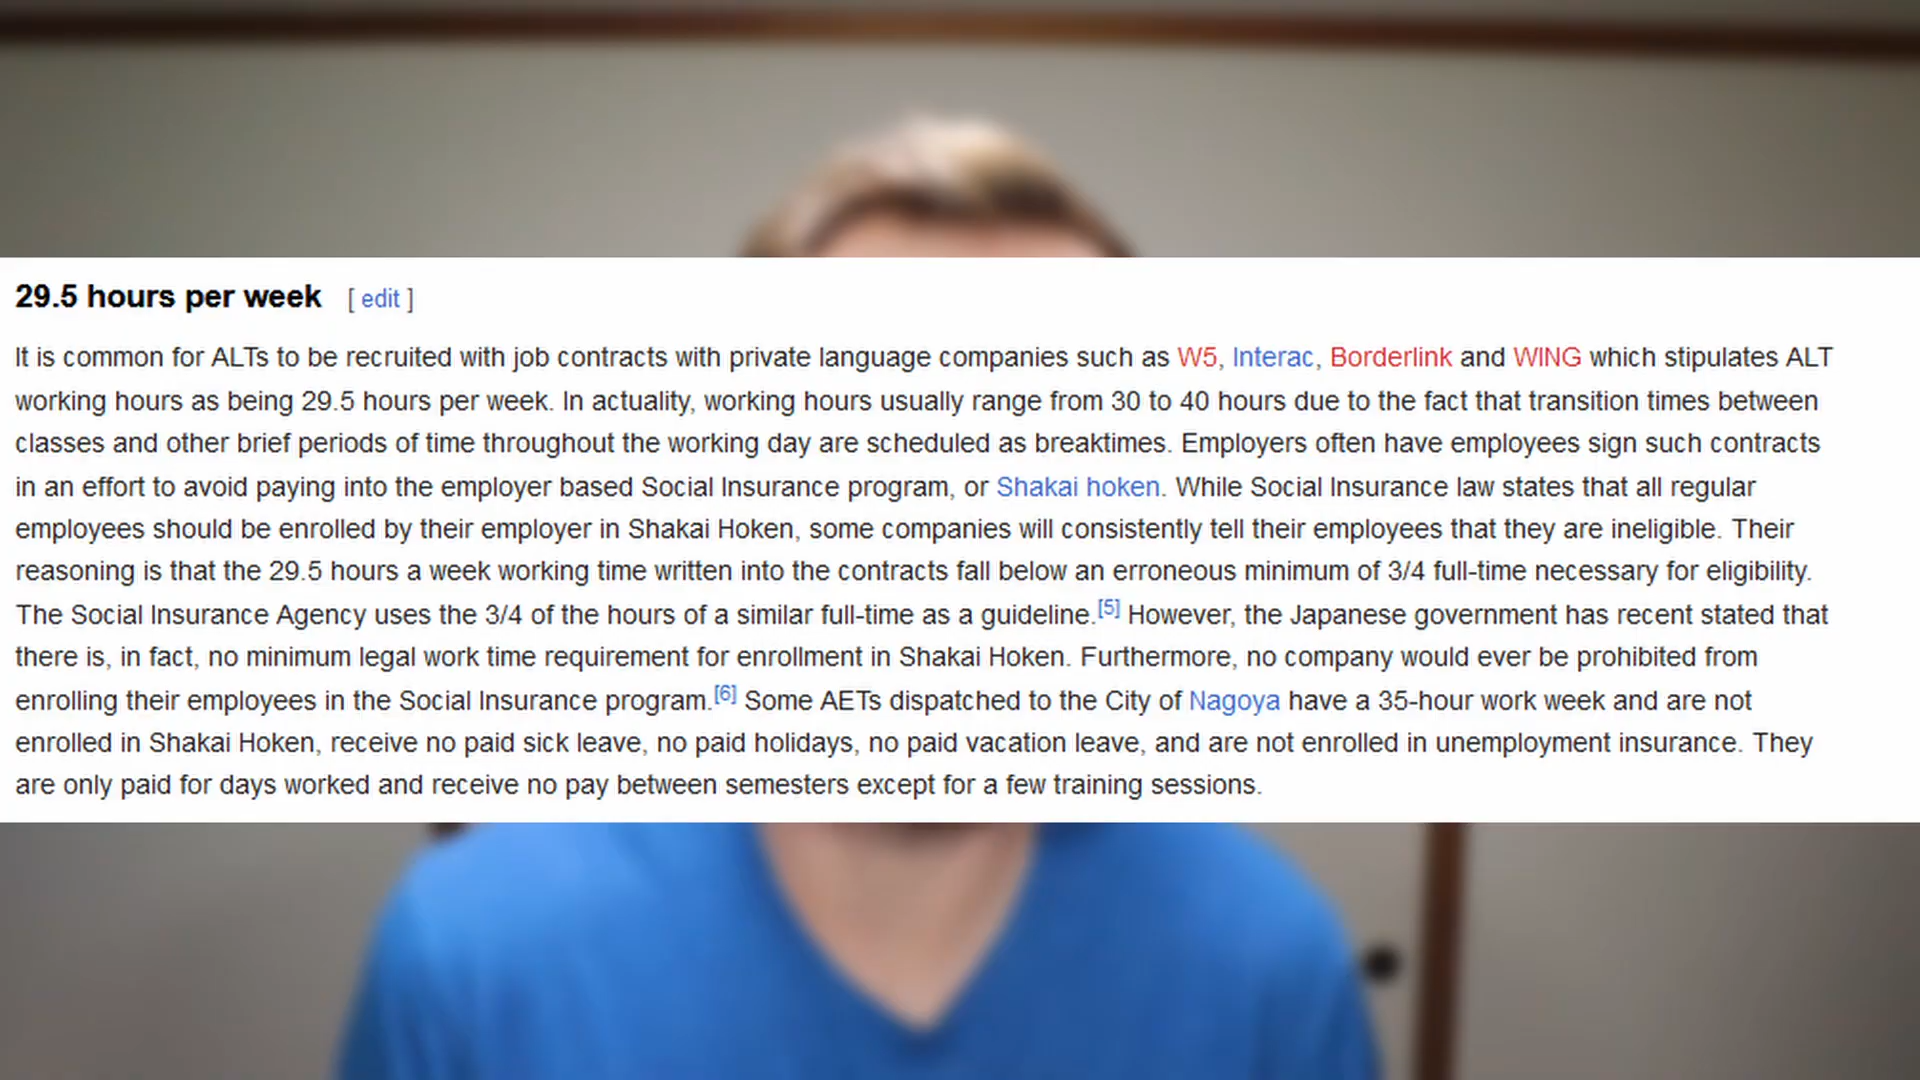 29.5 hours per week [ edit ]
It is common for ALTs to be recruited with job contracts with private language companies such as W5, Interac, Borderlink and WING which stipulates ALT
working hours as being 29.5 hours per week. In actuality, working hours usually range from 30 to 40 hours due to the fact that transition times between
classes and other brief periods of time throughout the working day are scheduled as breaktimes. Employers often have employees sign such contracts
in an effort to avoid paying into the employer based Social Insurance program, or Shakai hoken. While Social Insurance law states that all regular
employees should be enrolled by their employer in Shakai Hoken, some companies will consistently tell their employees that they are ineligible. Their
reasoning is that the 29.5 hours a week working time written into the contracts fall below an erroneous minimum of 3/4 full-time necessary for eligibility.
The Social Insurance Agency uses the 3/4 of the hours of a similar full-time as a guideline.[5] However, the Japanese government has recent stated that
there is, in fact, no minimum legal work time requirement for enrollment in Shakai Hoken. Furthermore, no company would ever be prohibited from
enrolling their employees in the Social Insurance program.[6] Some AETs dispatched to the City of Nagoya have a 35-hour work week and are not
enrolled in Shakai Hoken, receive no paid sick leave, no paid holidays, no paid vacation leave, and are not enrolled in unemployment insurance. They
are only paid for days worked and receive no pay between semesters except for a few training sessions.